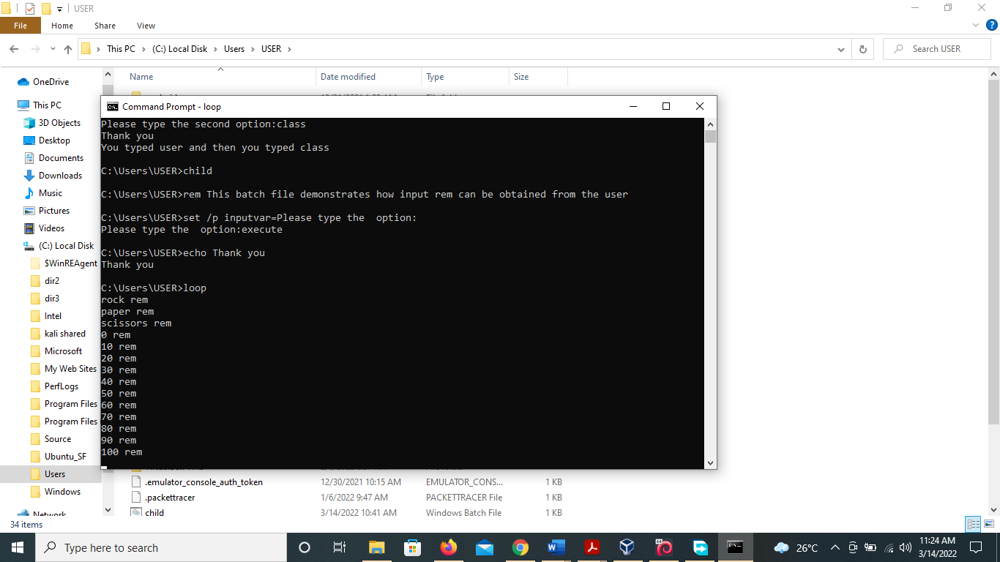 USER
File Home Share View
This PC (C:) Local Disk Users USER
Search USER
Name Date modified Type Size
OneDrive
This PC
3D Objects
Desktop
Documents
Downloads
Music
Pictures
Videos
(C:) Local Disk
$WinREAgent
dir2
dir3
Intel
kali shared
Microsoft
My Web Sites
PerfLogs
Program Files
Program Files
Source
Ubuntu_SF
Users
Windows
Network
Command Prompt - loop
Please type the second option:class
Thank you
You typed user and then you typed class
C:\Users\USER>child
C:\Users\USER>rem This batch file demonstrates how input rem can be obtained from the user
C:\Users\USER>set /p inputvar=Please type the  option:
Please type the  option:execute
C:\Users\USER>echo Thank you
Thank you
C:\Users\USER>loop
rock rem
paper rem
scissors rem
0 rem
10 rem
20 rem
30 rem
40 rem
50 rem
60 rem
70 rem
80 rem
90 rem
100 rem
.emulator_console_auth_token 12/30/2021 10:15 AM EMULATOR_CONS... 1 KB
.packettracer 1/6/2022 9:47 AM PACKETTRACER File 1 KB
child 3/14/2022 10:41 AM Windows Batch File 1 KB
34 items
Type here to search
26°C
11:24 AM
3/14/2022